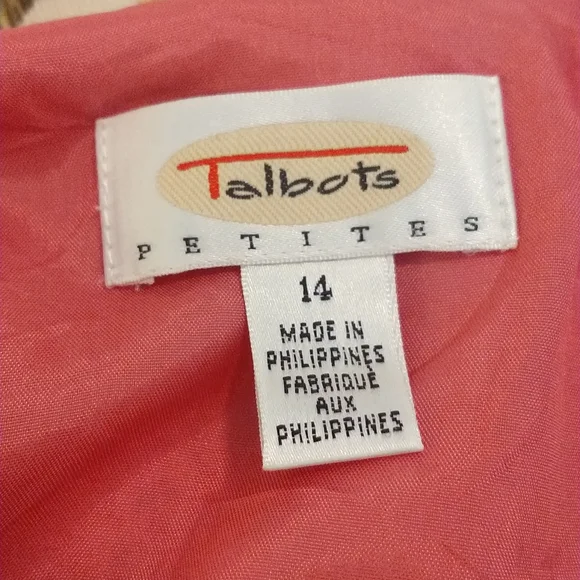 Talbots
PETITES
14
MADE IN
PHILIPPINES
FABRIQUÉ
AUX
PHILIPPINES